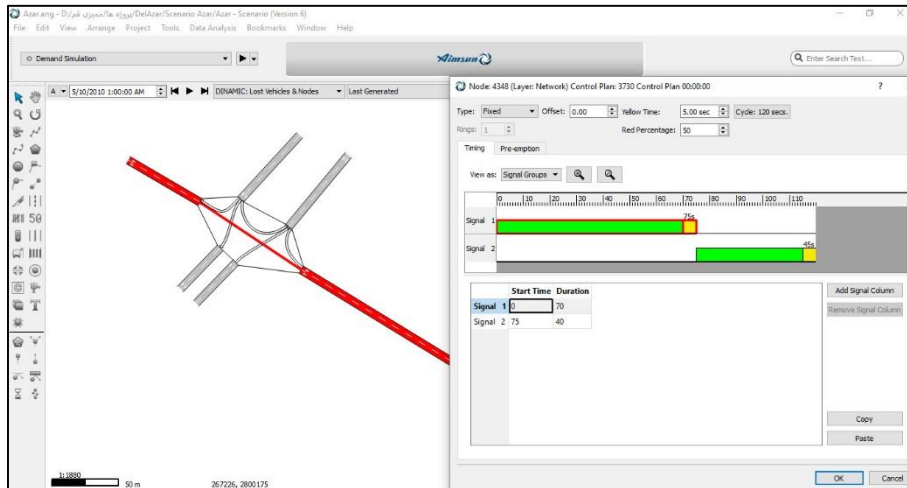 Azar.ang - D:/پروژه ها/ممیزی قم/DelAzar/Scenario Azar/Azar - Scenario (Version 6)
File Edit View Arrange Project Tools Data Analysis Bookmarks Window Help
Demand Simulation
Aimsun
Enter Search Text...
A 5/10/2010 1:00:00 AM DINAMIC: Lost Vehicles & Nodes Last Generated
Node: 4348 (Layer: Network) Control Plan: 3730 Control Plan 00:00:00
Type: Fixed Offset: 0.00 Yellow Time: 5.00 sec Cycle: 120 secs.
Rings: 1 Red Percentage: 50
Timing Pre-emption
View as: Signal Groups
0 10 20 30 40 50 60 70 80 90 100 110
75s
Signal 1
45s
Signal 2
Start Time Duration
Signal 1 0 70
Signal 2 75 40
Add Signal Column
Remove Signal Column
Copy
Paste
OK Cancel
50
T
1:1880
50 m
267226, 2800175